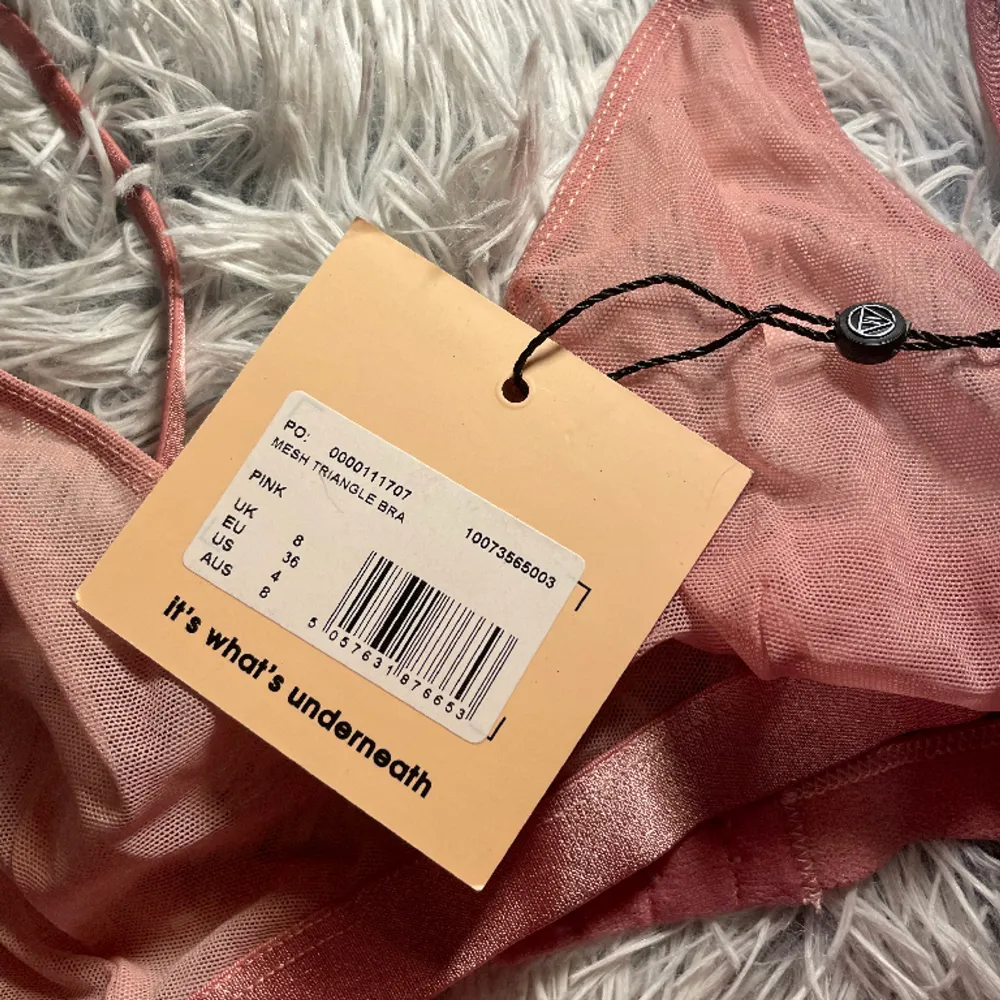 PO: 0000111707
MESH TRIANGLE BRA
10073565003
PINK
UK 8
EU 36
US 4
AUS 8
5 057631 876653
it's what's underneath